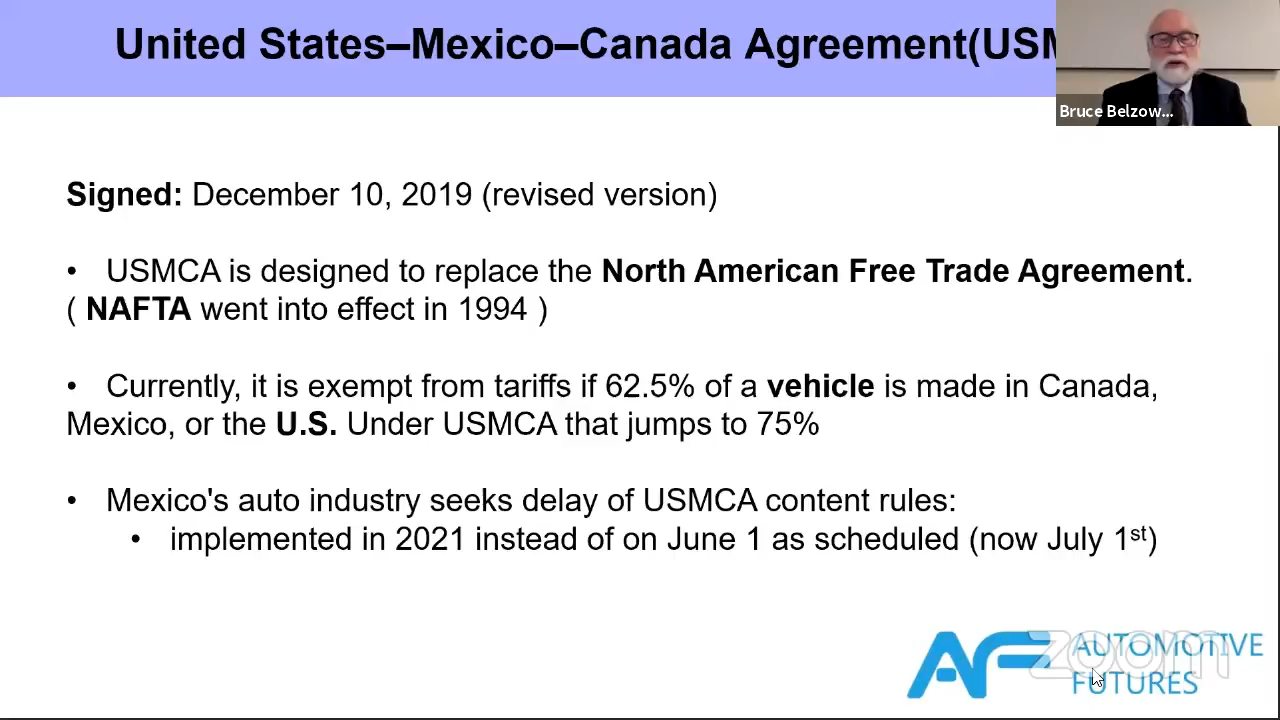 United States–Mexico–Canada Agreement(USM
Bruce Belzow...
Signed: December 10, 2019 (revised version)
• USMCA is designed to replace the North American Free Trade Agreement.
( NAFTA went into effect in 1994 )
• Currently, it is exempt from tariffs if 62.5% of a vehicle is made in Canada,
Mexico, or the U.S. Under USMCA that jumps to 75%
• Mexico's auto industry seeks delay of USMCA content rules:
• implemented in 2021 instead of on June 1 as scheduled (now July 1st)
AF AUTOMOTIVE
FUTURES
zoom